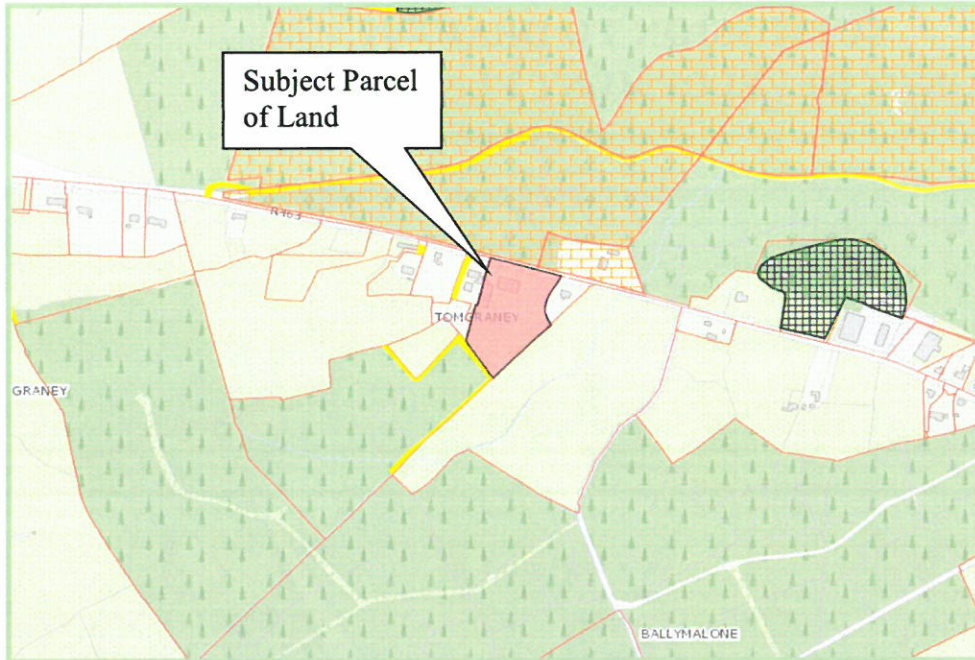 Subject Parcel
of Land
R463
TOMGRANEY
GRANEY
BALLYMALONE